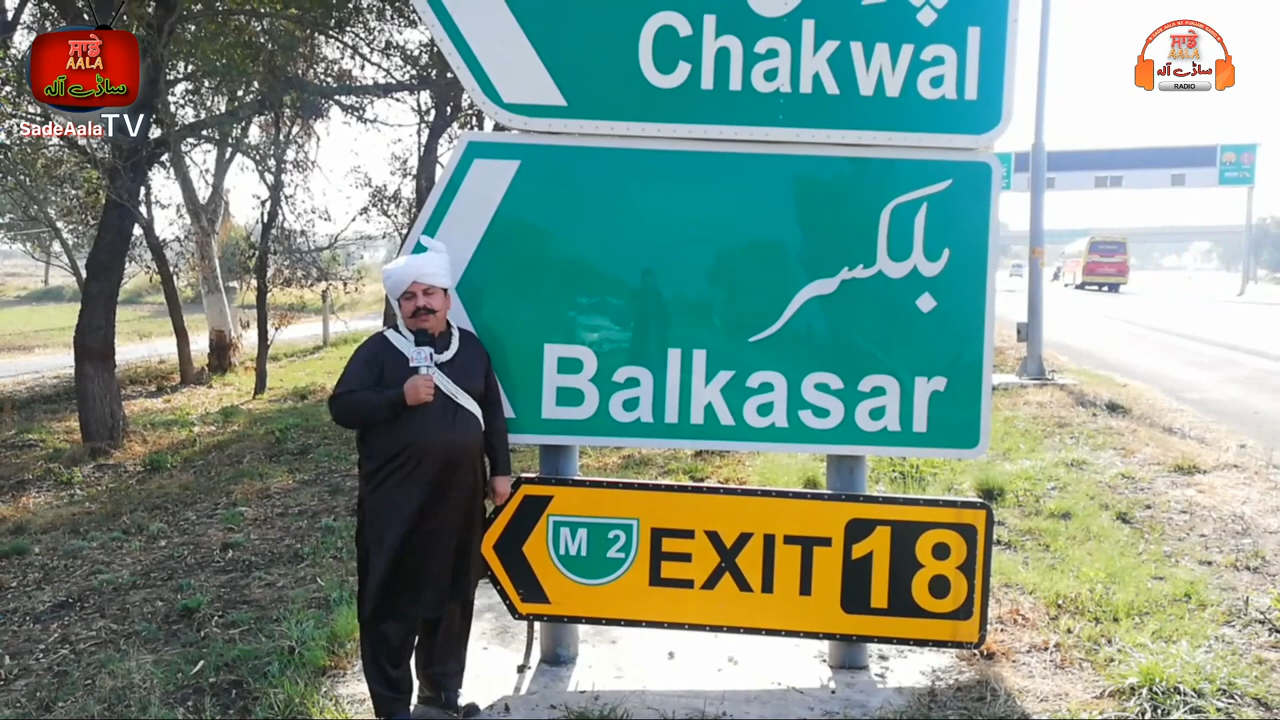 ਸਾਡੇ
AALA
ساڈے آلہ
SadeAalaTV
ਸਾਡੇ
AALA
ساڈے آلہ
RADIO
Chakwal
بلکسر
Balkasar
M 2 EXIT 18